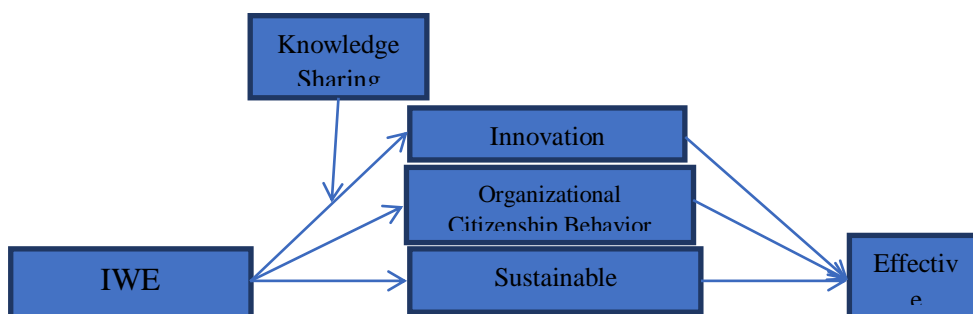 Knowledge
Sharing
Innovation
Organizational
Citizenship Behavior
IWE
Sustainable
Effectiv
e